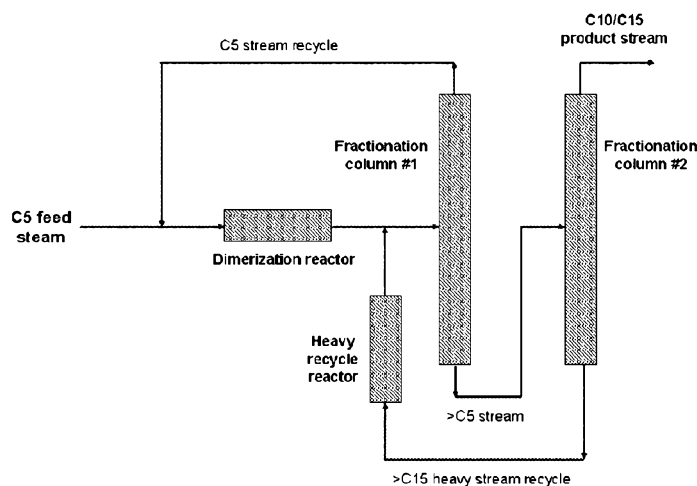 C5 stream recycle
C10/C15
product stream
Fractionation
column #1
Fractionation
column #2
C5 feed
steam
Dimerization reactor
Heavy
recycle
reactor
>C5 stream
>C15 heavy stream recycle